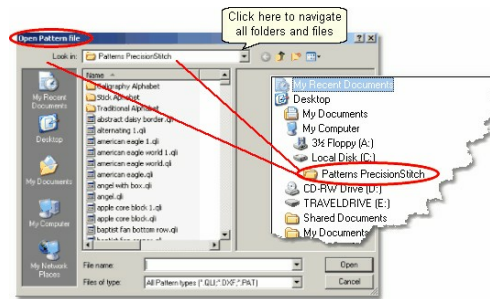 Click here to navigate
all folders and files
Open Pattern file
Look in:
Patterns PrecisionStitch
My Recent
Documents
Desktop
My Documents
My Computer
My Network
Places
Name
Caligraphy Alphabet
Stick Alphabet
Traditional Alphabet
abstract daisy border.qli
alternating 1.qli
american eagle 1.qli
american eagle world 1.qli
american eagle world.qli
american eagle.qli
angel with box.qli
angel.qli
apple core block 1.qli
apple core block.qli
baptist fan bottom row.qli
My Recent Documents
Desktop
My Documents
My Computer
3½ Floppy (A:)
Local Disk (C:)
Patterns PrecisionStitch
CD-RW Drive (D:)
TRAVELDRIVE (E:)
Shared Documents
My Documents
File name:
Open
Files of type:
All Pattern types (*.QLI;*.DXF,*.PAT)
Cancel